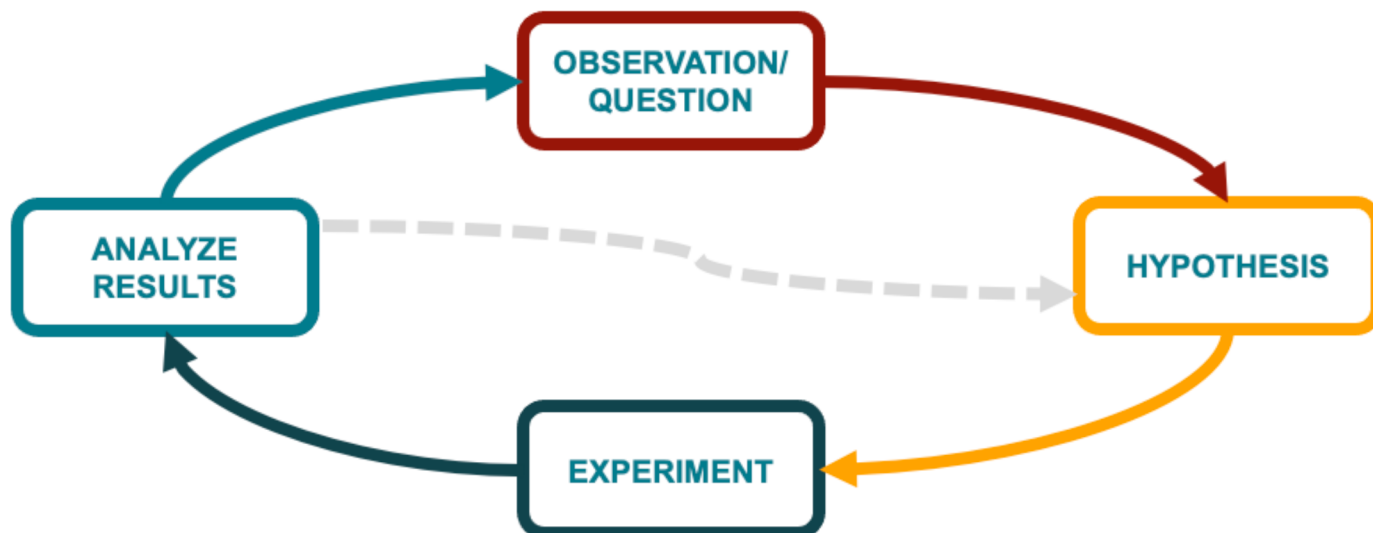 OBSERVATION/
QUESTION
ANALYZE
RESULTS
HYPOTHESIS
EXPERIMENT